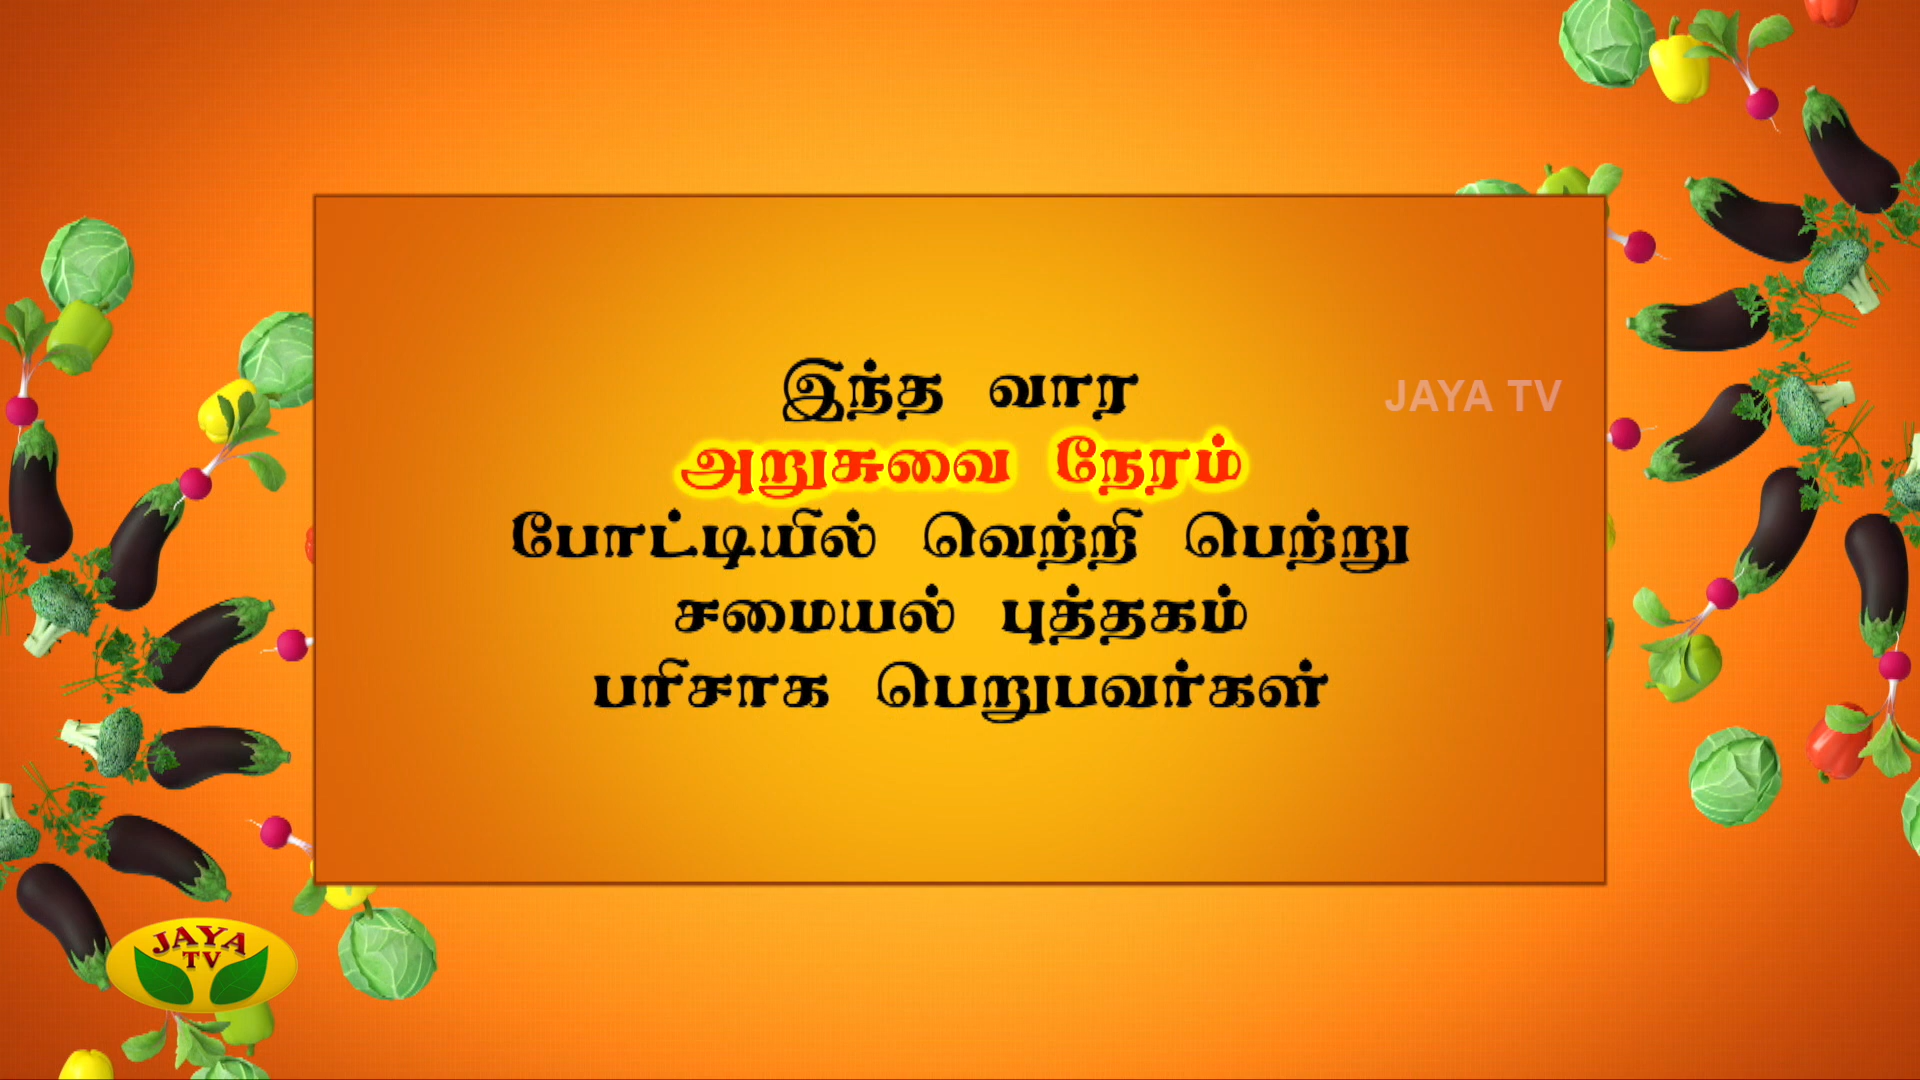 இந்த வார
JAYA TV
அறுசுவை நேரம்
போட்டியில் வெற்றி பெற்று
சமையல் புத்தகம்
பரிசாக பெறுபவர்கள்
JAYA
TV